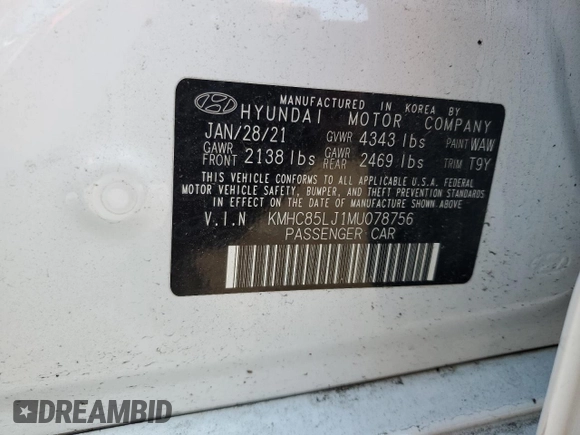 MANUFACTURED IN KOREA BY
HYUNDAI MOTOR COMPANY
JAN/28/21 GVWR 4343 lbs PAINT WAW
GAWR FRONT 2138 lbs GAWR REAR 2469 lbs TRIM T9Y
THIS VEHICLE CONFORMS TO ALL APPLICABLE U.S.A. FEDERAL
MOTOR VEHICLE SAFETY, BUMPER, AND THEFT PREVENTION STANDARDS
IN EFFECT ON THE DATE OF MANUFACTURE SHOWN ABOVE.
V.I.N KMHC85LJ1MU078756
PASSENGER CAR
DREAMBID